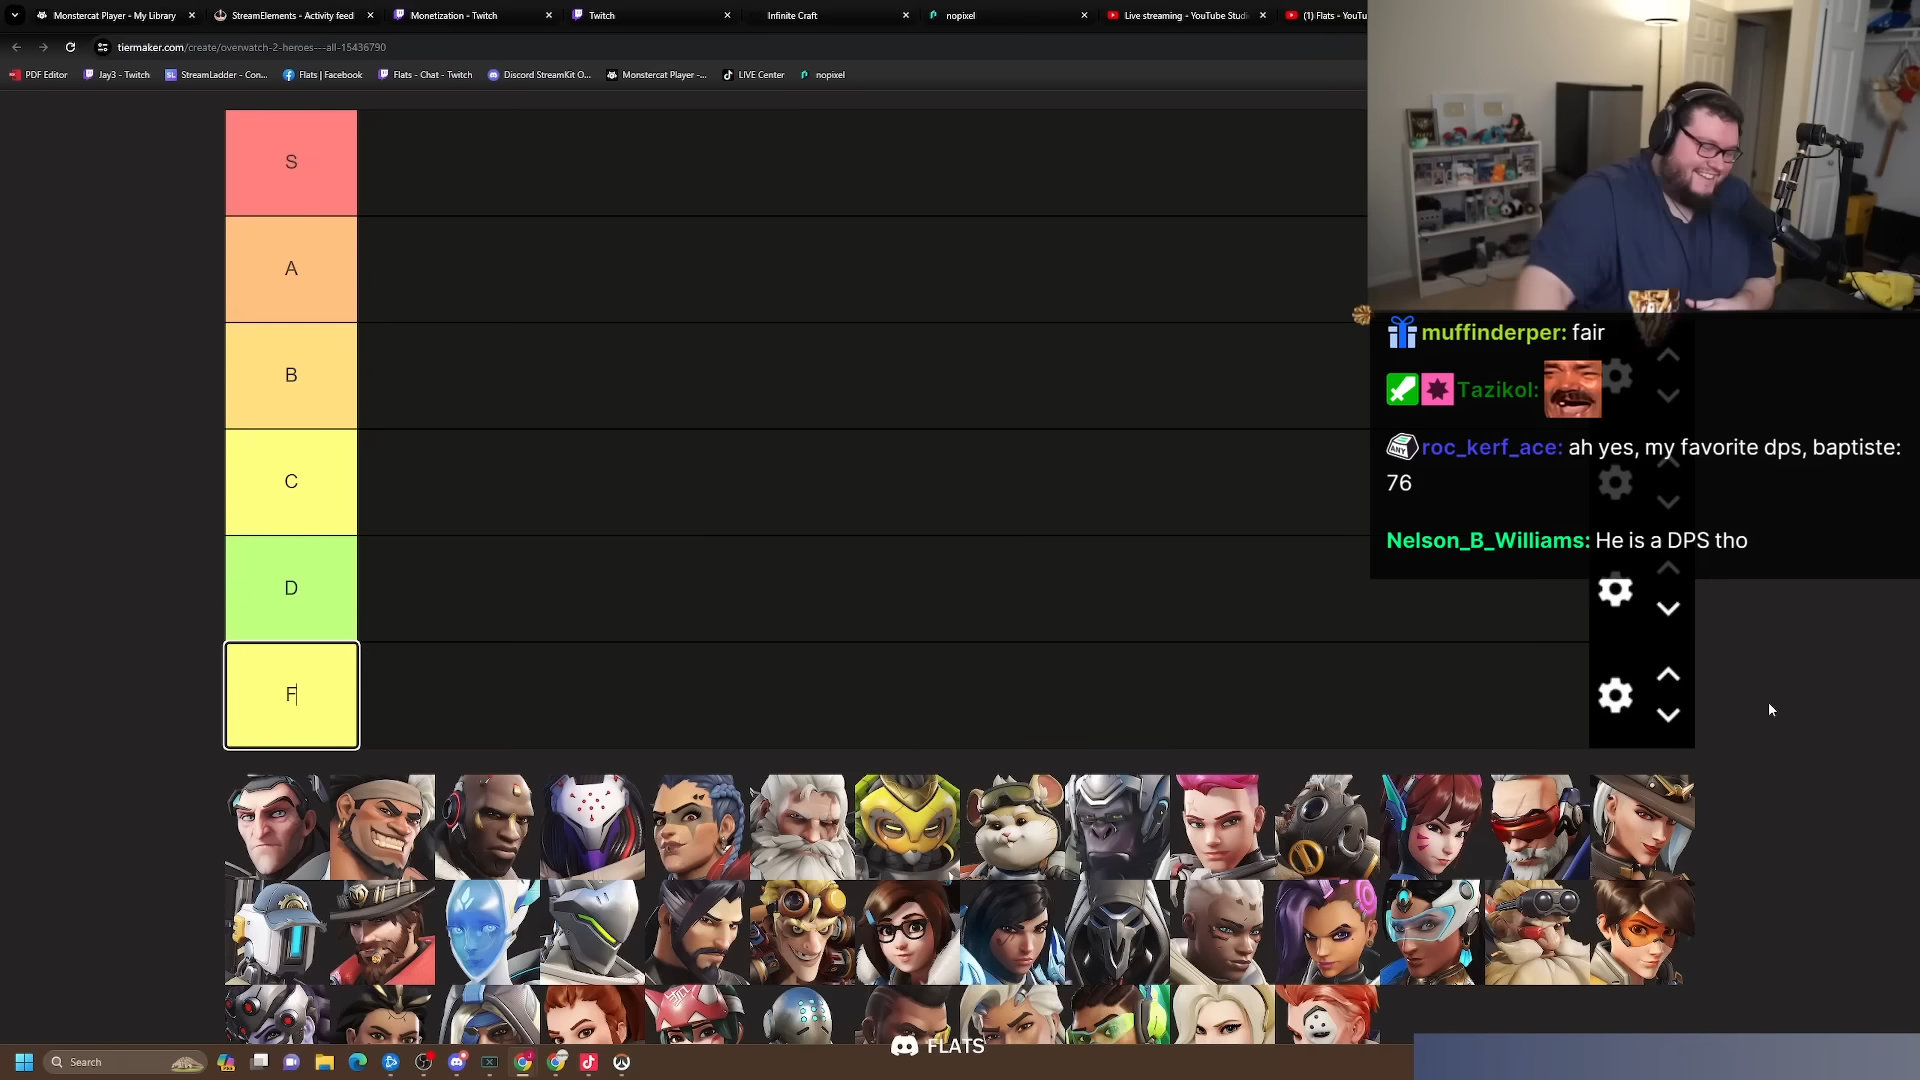 Monstercat Player - My Library
StreamElements - Activity feed
Monetization - Twitch
Twitch
Infinite Craft
nopixel
Live streaming - YouTube Studi
(1) Flats - YouTu
tiermaker.com/create/overwatch-2-heroes---all-15436790
PDF Editor
Jay3 - Twitch
StreamLadder - Con...
Flats | Facebook
Flats - Chat - Twitch
Discord StreamKit O...
Monstercat Player -...
LIVE Center
nopixel
S
A
B
C
D
F
muffinderper: fair
Tazikol:
ANY
roc_kerf_ace: ah yes, my favorite dps, baptiste:
76
Nelson_B_Williams: He is a DPS tho
Search
FLATS